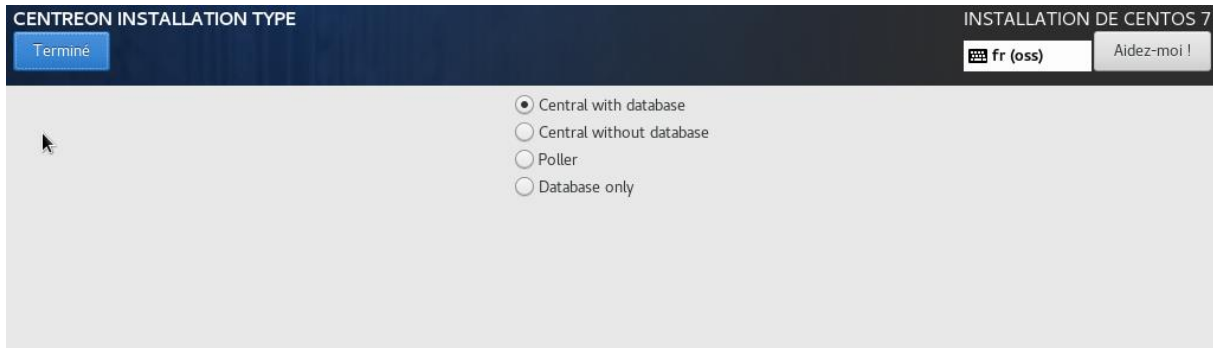 CENTREON INSTALLATION TYPE
INSTALLATION DE CENTOS 7
Terminé
fr (oss)
Aidez-moi !
Central with database
Central without database
Poller
Database only